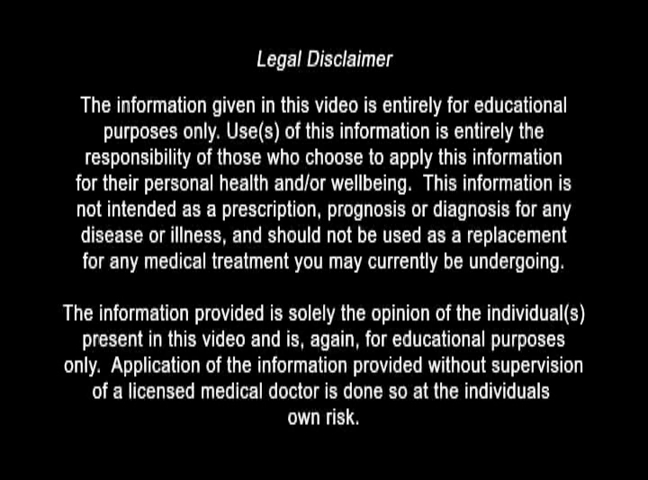 Legal Disclaimer
The information given in this video is entirely for educational
purposes only. Use(s) of this information is entirely the
responsibility of those who choose to apply this information
for their personal health and/or wellbeing.  This information is
not intended as a prescription, prognosis or diagnosis for any
disease or illness, and should not be used as a replacement
for any medical treatment you may currently be undergoing.
The information provided is solely the opinion of the individual(s)
present in this video and is, again, for educational purposes
only.  Application of the information provided without supervision
of a licensed medical doctor is done so at the individuals
own risk.